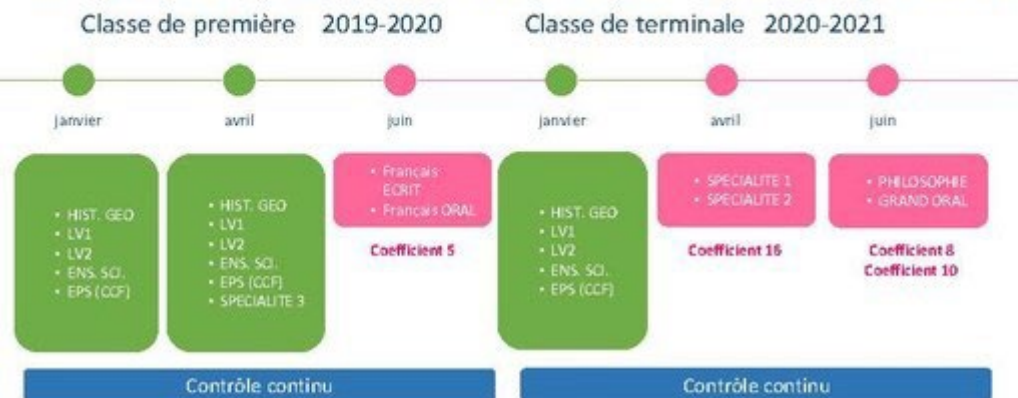 Classe de première 2019-2020
Classe de terminale 2020-2021
janvier
avril
juin
janvier
avril
juin
• HIST. GEO
• LV1
• LV2
• ENS. SCI.
• EPS (CCF)
• HIST. GEO
• LV1
• LV2
• ENS. SCI.
• EPS (CCF)
• SPECIALITE 3
• Français
ECRIT
• Français ORAL
Coefficient 5
• HIST. GEO
• LV1
• LV2
• ENS. SCI.
• EPS (CCF)
• SPECIALITE 1
• SPECIALITE 2
Coefficient 16
• PHILOSOPHIE
• GRAND ORAL
Coefficient 8
Coefficient 10
Contrôle continu
Contrôle continu